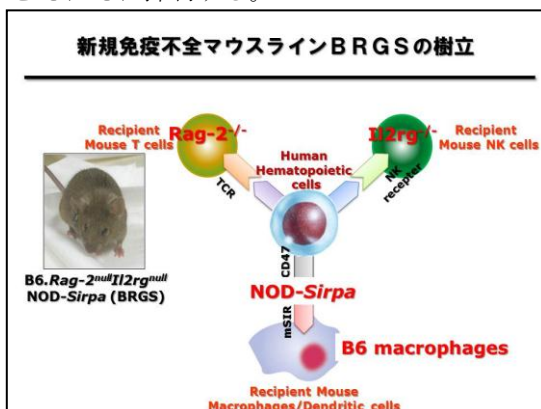 新規免疫不全マウスラインBRGSの樹立
Recipient
Mouse T cells
Rag-2-/-
Il2rg-/-
Recipient
Mouse NK cells
Human
Hematopoietic
cells
TCR
NK
recepter
CD47
B6.Rag-2nullIl2rgnull
NOD-Sirpa (BRGS)
NOD-Sirpa
mSIR
B6 macrophages
Recipient Mouse
Macrophages/Dendritic cells